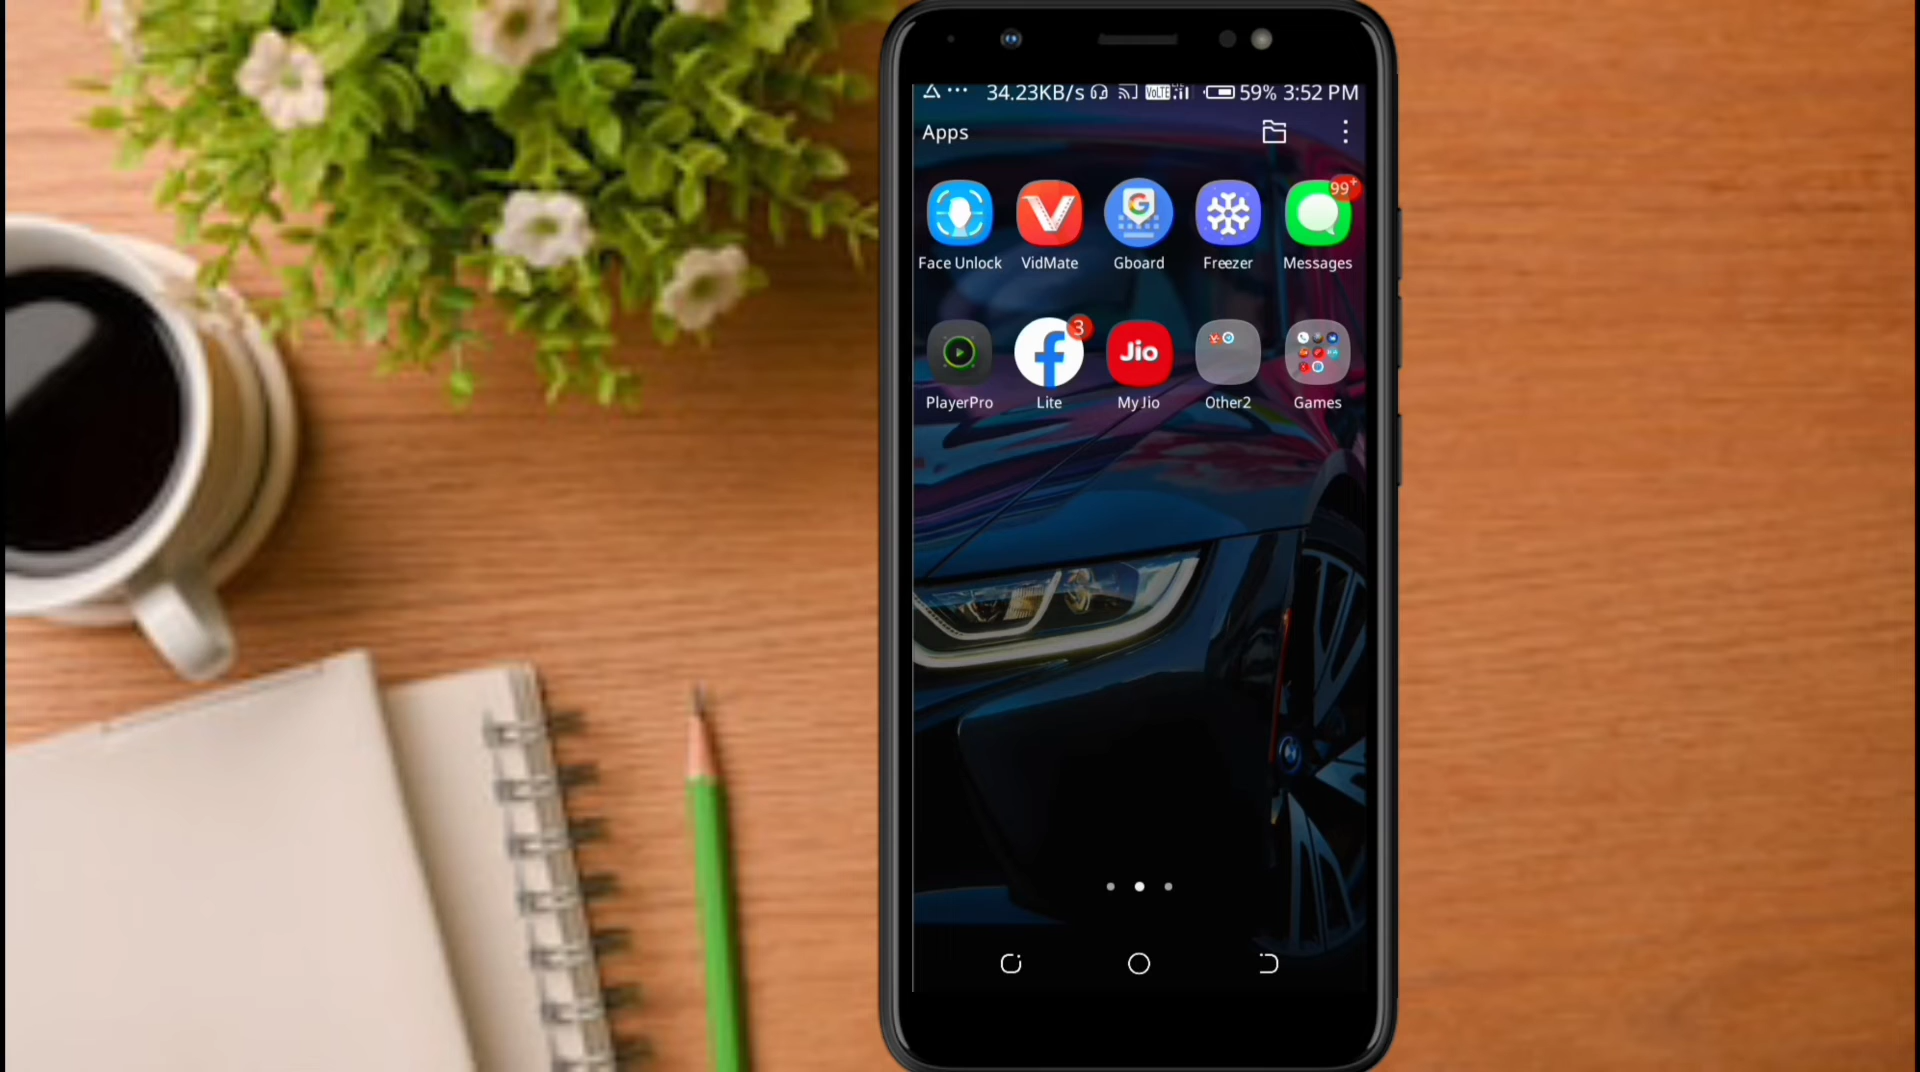 34.23KB/s VoLTE 59% 3:52 PM
Apps
99+
Face Unlock VidMate Gboard Freezer Messages
3
Jio
PlayerPro Lite MyJio Other2 Games